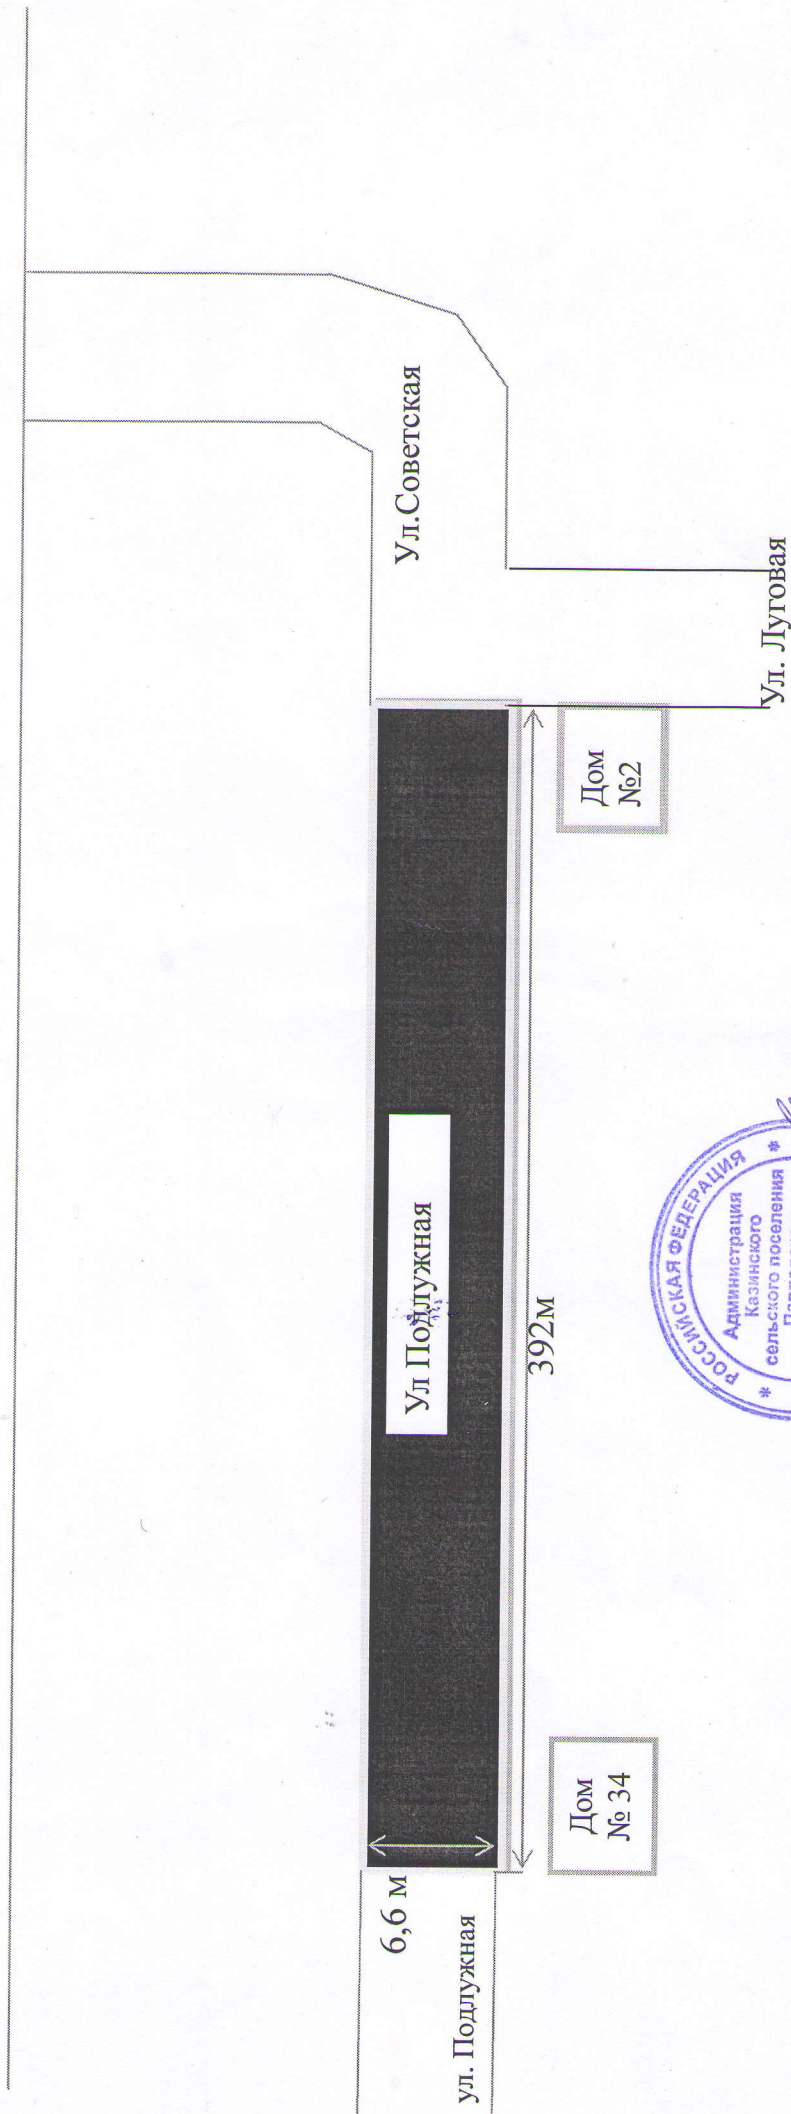 Ул.Советская
Ул. Луговая
Дом
№2
Ул Подлужная
392м
Дом
№ 34
6,6 м
ул. Подлужная
РОССИЙСКАЯ ФЕДЕРАЦИЯ
Администрация
Казинского
сельского поселения